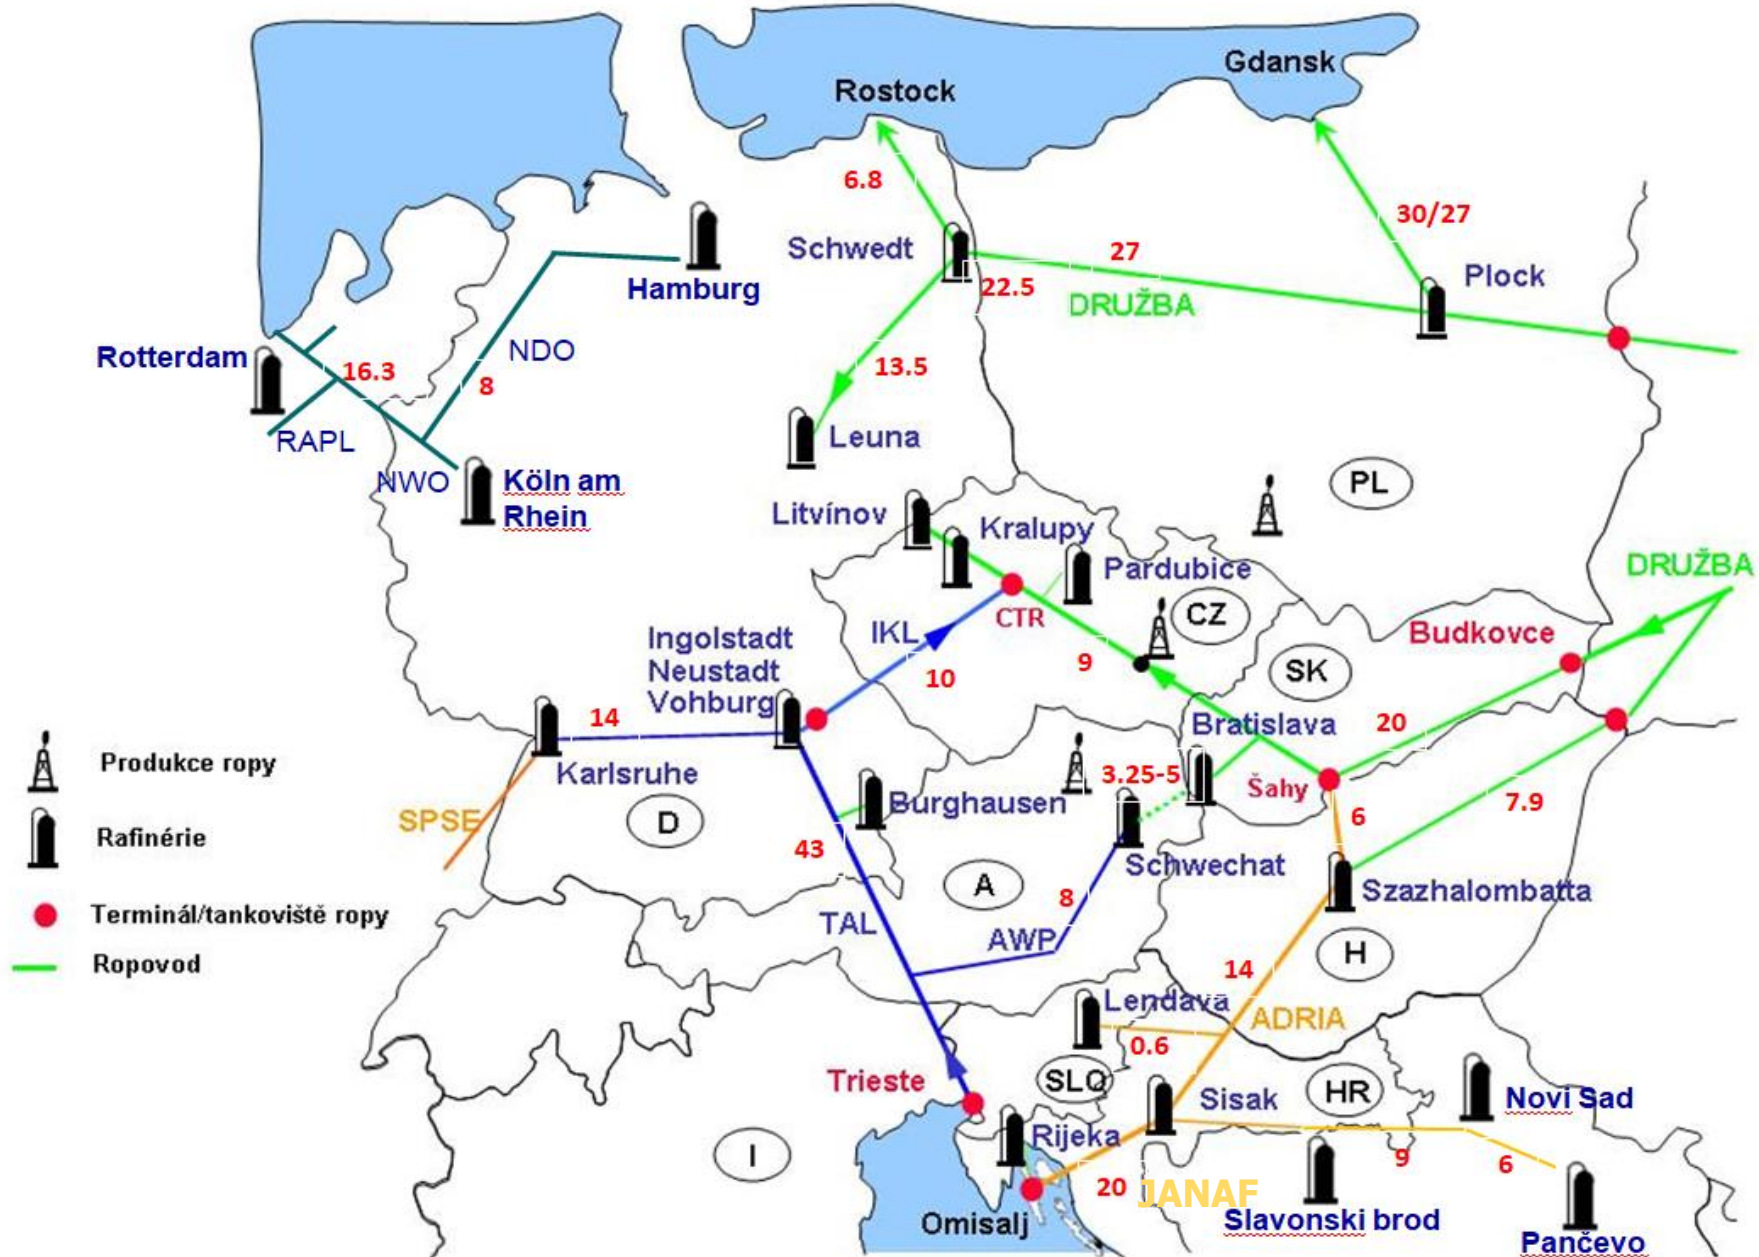 Gdansk
Rostock
6.8
30/27
Schwedt
27
22.5
DRUŽBA
Plock
Hamburg
NDO
Rotterdam
16.3
8
13.5
RAPL
Leuna
NWO
Köln am
Rhein
PL
Litvínov
Kralupy
Pardubice
DRUŽBA
CZ
CTR
IKL
Budkovce
Ingolstadt
Neustadt
Vohburg
9
10
SK
14
Bratislava
20
Produkce ropy
Karlsruhe
3.25-5
Šahy
Burghausen
7.9
SPSE
D
6
Rafinérie
43
Schwechat
A
8
Szazhalombatta
Terminál/tankoviště ropy
TAL
AWP
H
Ropovod
14
Lendava
ADRIA
0.6
Trieste
SLO
HR
Sisak
Novi Sad
Rijeka
I
9
6
20
JANAF
Omisalj
Slavonski brod
Pančevo